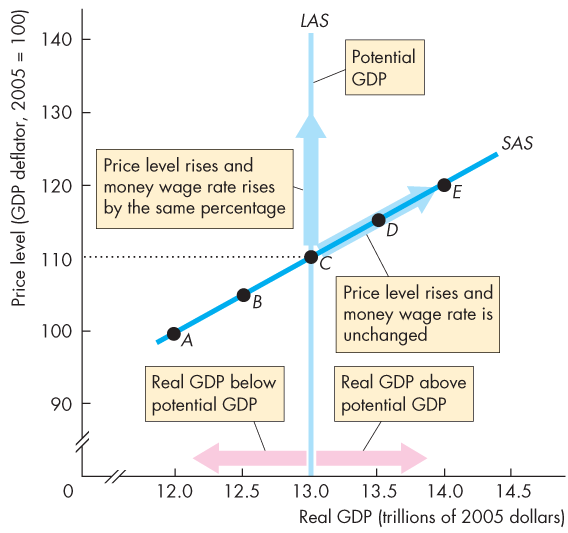 Price level (GDP deflator, 2005 = 100)
LAS
140
Potential
GDP
130
SAS
Price level rises and
money wage rate rises
by the same percentage
120
E
D
110
C
Price level rises and
money wage rate is
unchanged
B
100
A
Real GDP below
potential GDP
Real GDP above
potential GDP
90
0
12.0
12.5
13.0
13.5
14.0
14.5
Real GDP (trillions of 2005 dollars)